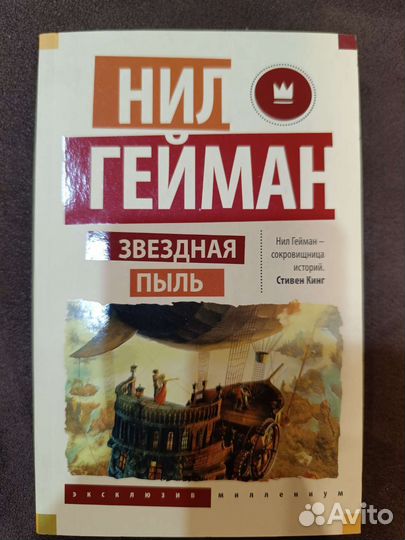 НИЛ
ГЕЙМАН
ЗВЕЗДНАЯ
ПЫЛЬ
Нил Гейман –
сокровищница
историй.
Стивен Кинг
эксклюзив миллениум
Avito